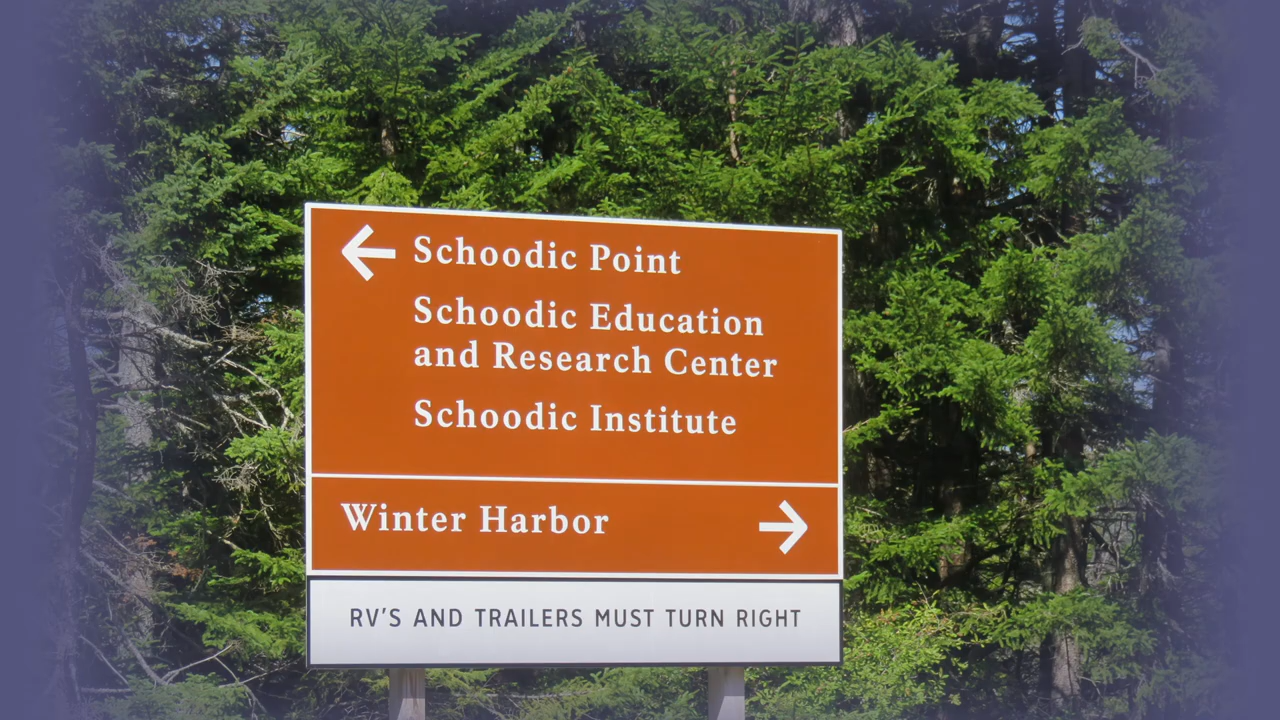 Schoodic Point
Schoodic Education
and Research Center
Schoodic Institute
Winter Harbor
RV'S AND TRAILERS MUST TURN RIGHT